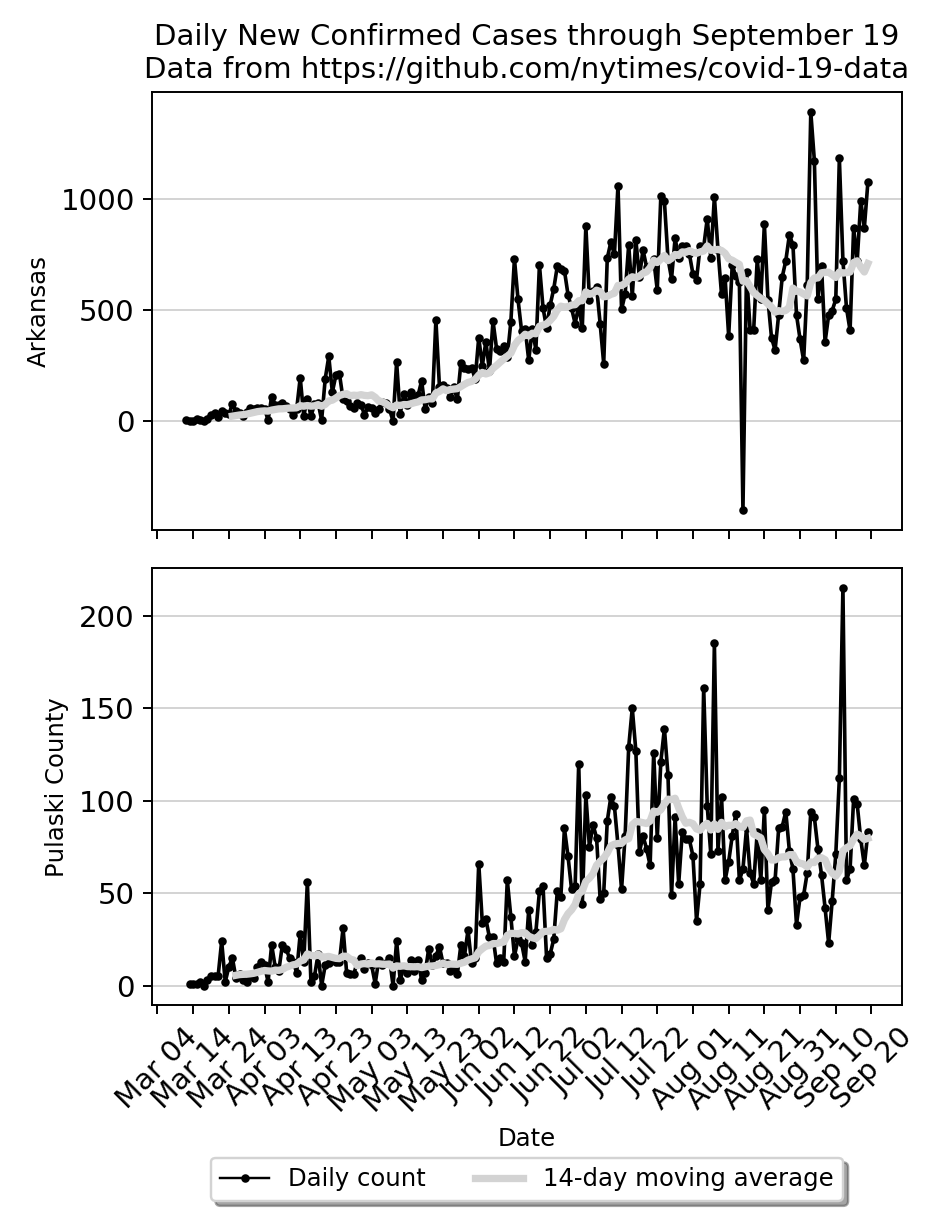 Daily New Confirmed Cases through September 19
Data from https://github.com/nytimes/covid-19-data
Arkansas
1000
500
0
Pulaski County
200
150
100
50
0
Mar 04
Mar 14
Mar 24
Apr 03
Apr 13
Apr 23
May 03
May 13
May 23
Jun 02
Jun 12
Jun 22
Jul 02
Jul 12
Jul 22
Aug 01
Aug 11
Aug 21
Aug 31
Sep 10
Sep 20
Date
Daily count
14-day moving average